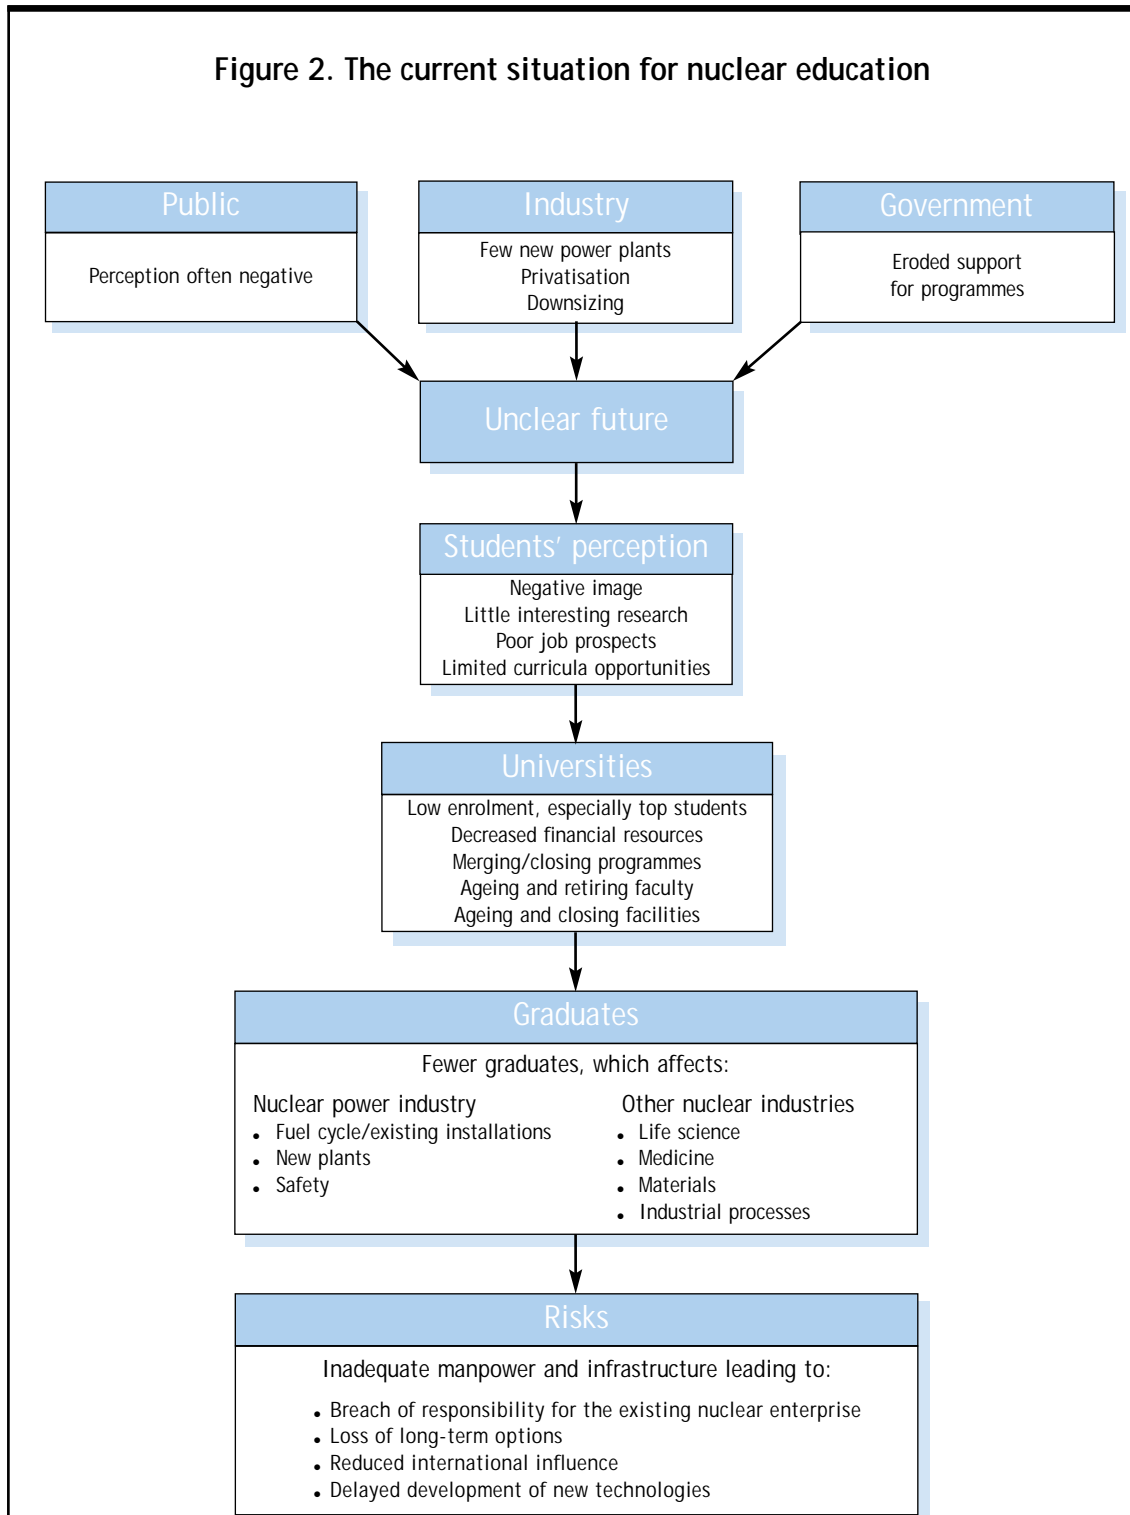 Figure 2. The current situation for nuclear education
Public
Perception often negative
Industry
Few new power plants
Privatisation
Downsizing
Government
Eroded support
for programmes
Unclear future
Students' perception
Negative image
Little interesting research
Poor job prospects
Limited curricula opportunities
Universities
Low enrolment, especially top students
Decreased financial resources
Merging/closing programmes
Ageing and retiring faculty
Ageing and closing facilities
Graduates
Fewer graduates, which affects:
Nuclear power industry
• Fuel cycle/existing installations
• New plants
• Safety
Other nuclear industries
• Life science
• Medicine
• Materials
• Industrial processes
Risks
Inadequate manpower and infrastructure leading to:
• Breach of responsibility for the existing nuclear enterprise
• Loss of long-term options
• Reduced international influence
• Delayed development of new technologies